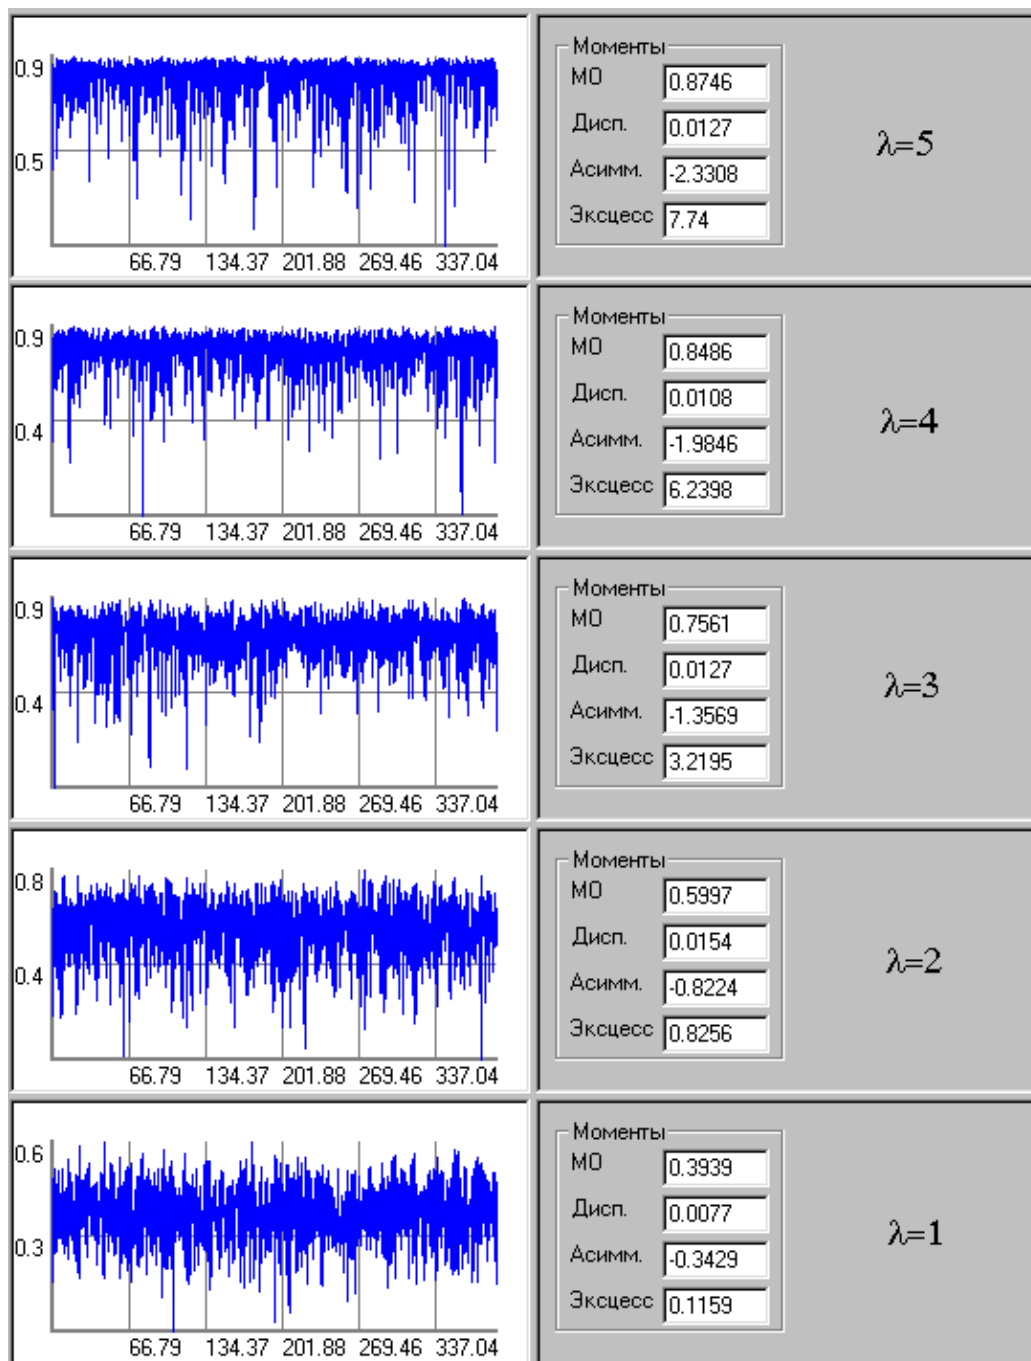 0.9
0.5
66.79 134.37 201.88 269.46 337.04
Моменты
МО 0.8746
Дисп. 0.0127
Асимм. -2.3308
Эксцесс 7.74
λ=5
0.9
0.4
66.79 134.37 201.88 269.46 337.04
Моменты
МО 0.8486
Дисп. 0.0108
Асимм. -1.9846
Эксцесс 6.2398
λ=4
0.9
0.4
66.79 134.37 201.88 269.46 337.04
Моменты
МО 0.7561
Дисп. 0.0127
Асимм. -1.3569
Эксцесс 3.2195
λ=3
0.8
0.4
66.79 134.37 201.88 269.46 337.04
Моменты
МО 0.5997
Дисп. 0.0154
Асимм. -0.8224
Эксцесс 0.8256
λ=2
0.6
0.3
66.79 134.37 201.88 269.46 337.04
Моменты
МО 0.3939
Дисп. 0.0077
Асимм. -0.3429
Эксцесс 0.1159
λ=1